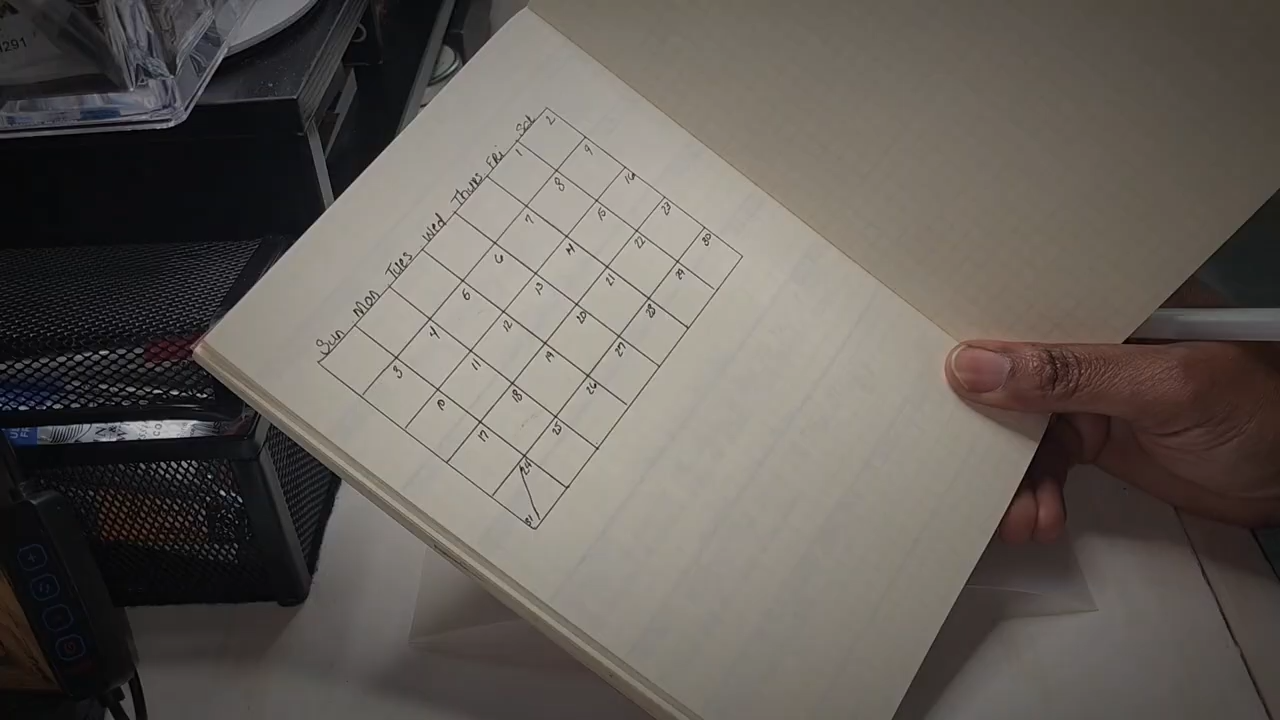 Sun Mon Tues Wed Thurs Fri Sat
1 2
3 4 5 6 7 8 9
10 11 12 13 14 15 16
17 18 19 20 21 22 23
24 25 26 27 28 29 30
31
1291